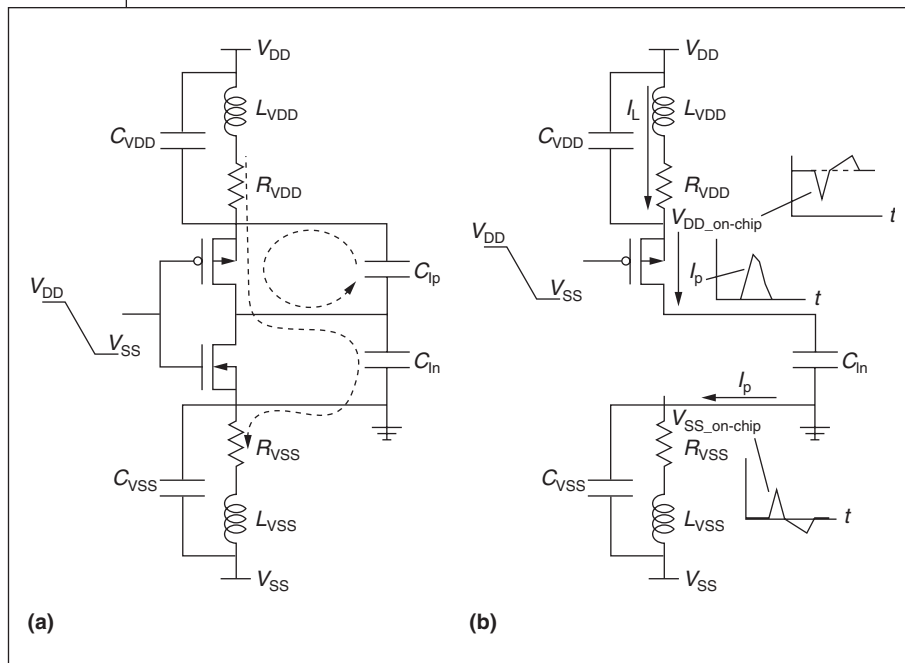 V_DD
L_VDD
C_VDD
R_VDD
C_lp
V_DD
V_SS
C_ln
R_VSS
C_VSS
L_VSS
V_SS
(a)
V_DD
I_L
L_VDD
C_VDD
R_VDD
V_DD_on-chip
t
V_DD
V_SS
I_p
t
C_ln
I_p
V_SS_on-chip
R_VSS
C_VSS
L_VSS
t
V_SS
(b)